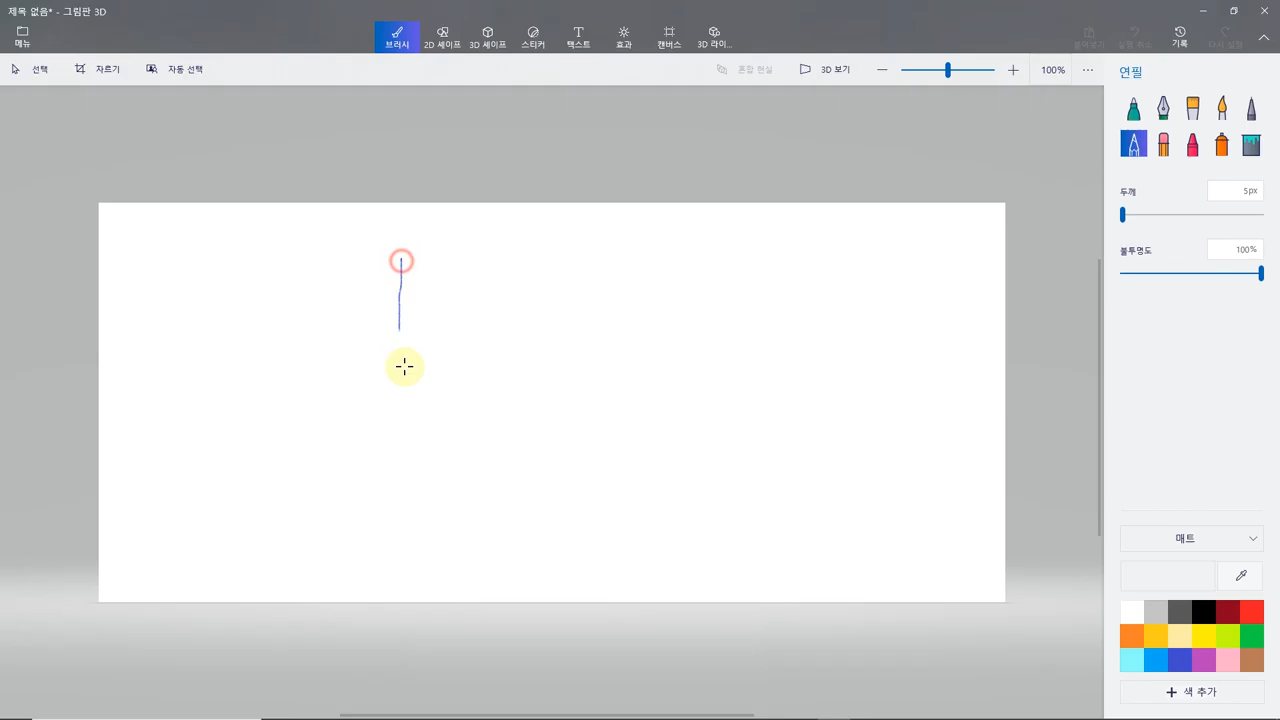 제목 없음* - 그림판 3D
메뉴
브러시
2D 셰이프
3D 셰이프
스티커
텍스트
효과
캔버스
3D 라이...
붙여넣기
실행 취소
기록
다시 실행
선택
자르기
자동 선택
혼합 현실
3D 보기
100%
연필
두께
5px
불투명도
100%
매트
색 추가